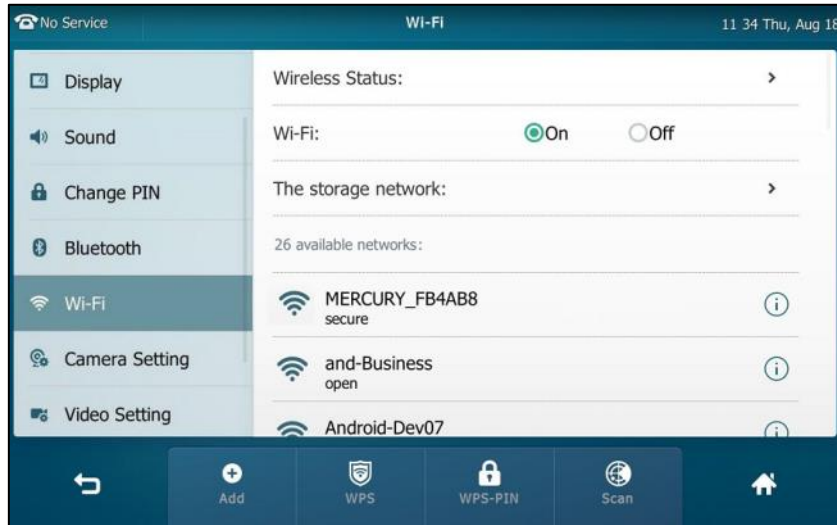 No Service
Wi-Fi
11 34 Thu, Aug 18
Display
Sound
Change PIN
Bluetooth
Wi-Fi
Camera Setting
Video Setting
Wireless Status:
Wi-Fi: On Off
The storage network:
26 available networks:
MERCURY_FB4AB8
secure
and-Business
open
Android-Dev07
Add
WPS
WPS-PIN
Scan